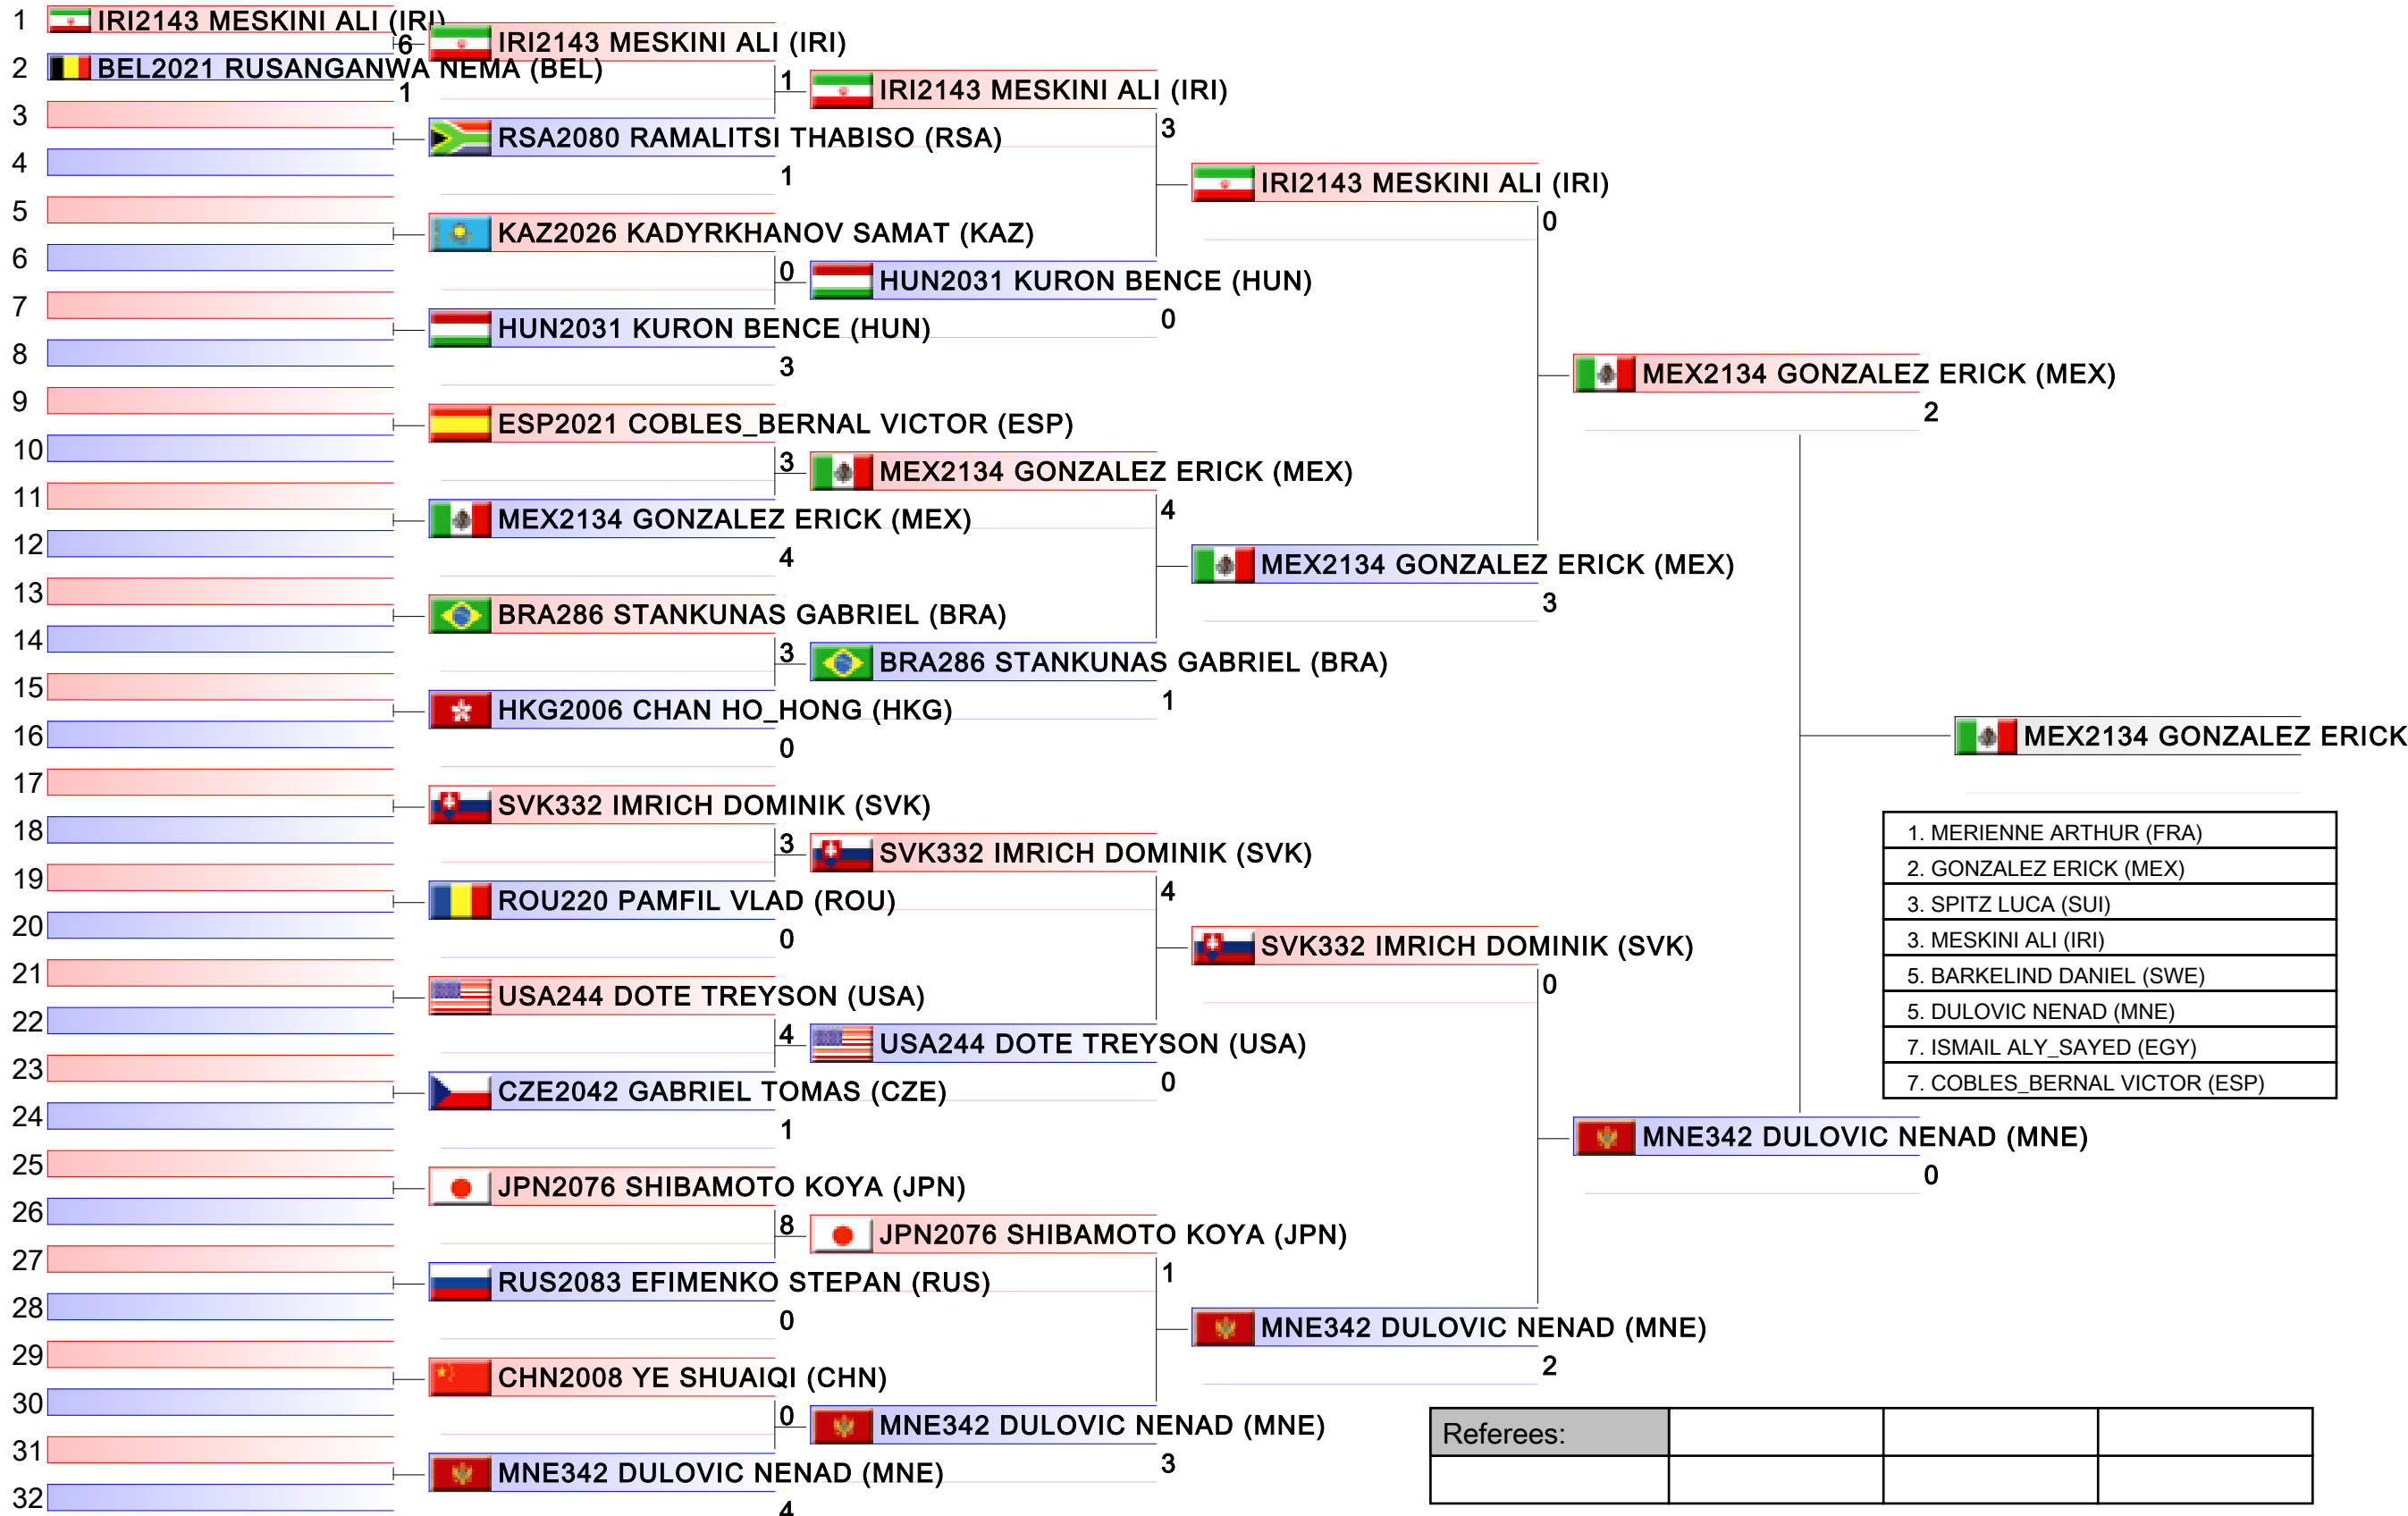 1 IRI2143 MESKINI ALI (IRI)
6
2 BEL2021 RUSANGANWA NEMA (BEL)
1
3
4
5
6
7
8
9
10
11
12
13
14
15
16
17
18
19
20
21
22
23
24
25
26
27
28
29
30
31
32
IRI2143 MESKINI ALI (IRI)
1
RSA2080 RAMALITSI THABISO (RSA)
1
KAZ2026 KADYRKHANOV SAMAT (KAZ)
0
HUN2031 KURON BENCE (HUN)
3
ESP2021 COBLES_BERNAL VICTOR (ESP)
3
MEX2134 GONZALEZ ERICK (MEX)
4
BRA286 STANKUNAS GABRIEL (BRA)
3
HKG2006 CHAN HO_HONG (HKG)
0
SVK332 IMRICH DOMINIK (SVK)
3
ROU220 PAMFIL VLAD (ROU)
0
USA244 DOTE TREYSON (USA)
4
CZE2042 GABRIEL TOMAS (CZE)
1
JPN2076 SHIBAMOTO KOYA (JPN)
8
RUS2083 EFIMENKO STEPAN (RUS)
0
CHN2008 YE SHUAIQI (CHN)
0
MNE342 DULOVIC NENAD (MNE)
4
IRI2143 MESKINI ALI (IRI)
3
HUN2031 KURON BENCE (HUN)
0
MEX2134 GONZALEZ ERICK (MEX)
4
BRA286 STANKUNAS GABRIEL (BRA)
1
SVK332 IMRICH DOMINIK (SVK)
4
USA244 DOTE TREYSON (USA)
0
JPN2076 SHIBAMOTO KOYA (JPN)
1
MNE342 DULOVIC NENAD (MNE)
3
IRI2143 MESKINI ALI (IRI)
0
MEX2134 GONZALEZ ERICK (MEX)
3
SVK332 IMRICH DOMINIK (SVK)
0
MNE342 DULOVIC NENAD (MNE)
2
MEX2134 GONZALEZ ERICK (MEX)
2
MNE342 DULOVIC NENAD (MNE)
0
MEX2134 GONZALEZ ERICK
1. MERIENNE ARTHUR (FRA)
2. GONZALEZ ERICK (MEX)
3. SPITZ LUCA (SUI)
3. MESKINI ALI (IRI)
5. BARKELIND DANIEL (SWE)
5. DULOVIC NENAD (MNE)
7. ISMAIL ALY_SAYED (EGY)
7. COBLES_BERNAL VICTOR (ESP)
Referees: